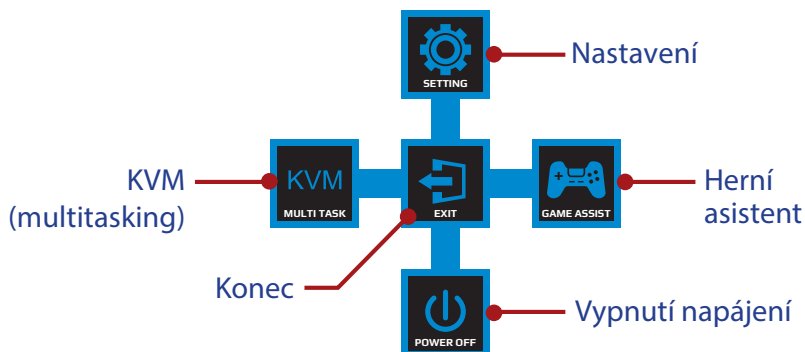 SETTING
Nastavení
KVM
(multitasking)
KVM
MULTI TASK
EXIT
GAME ASSIST
Herní
asistent
Konec
POWER OFF
Vypnutí napájení